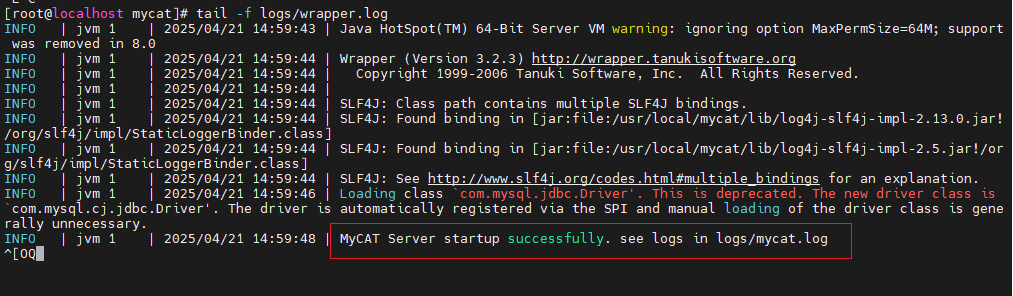 [root@localhost mycat]# tail -f logs/wrapper.log
INFO   | jvm 1    | 2025/04/21 14:59:43 | Java HotSpot(TM) 64-Bit Server VM warning: ignoring option MaxPermSize=64M; support
 was removed in 8.0
INFO   | jvm 1    | 2025/04/21 14:59:44 | Wrapper (Version 3.2.3) http://wrapper.tanukisoftware.org
INFO   | jvm 1    | 2025/04/21 14:59:44 |   Copyright 1999-2006 Tanuki Software, Inc.  All Rights Reserved.
INFO   | jvm 1    | 2025/04/21 14:59:44 |
INFO   | jvm 1    | 2025/04/21 14:59:44 | SLF4J: Class path contains multiple SLF4J bindings.
INFO   | jvm 1    | 2025/04/21 14:59:44 | SLF4J: Found binding in [jar:file:/usr/local/mycat/lib/log4j-slf4j-impl-2.13.0.jar!
/org/slf4j/impl/StaticLoggerBinder.class]
INFO   | jvm 1    | 2025/04/21 14:59:44 | SLF4J: Found binding in [jar:file:/usr/local/mycat/lib/log4j-slf4j-impl-2.5.jar!/or
g/slf4j/impl/StaticLoggerBinder.class]
INFO   | jvm 1    | 2025/04/21 14:59:44 | SLF4J: See http://www.slf4j.org/codes.html#multiple_bindings for an explanation.
INFO   | jvm 1    | 2025/04/21 14:59:46 | Loading class `com.mysql.jdbc.Driver'. This is deprecated. The new driver class is
`com.mysql.cj.jdbc.Driver'. The driver is automatically registered via the SPI and manual loading of the driver class is gene
rally unnecessary.
INFO   | jvm 1    | 2025/04/21 14:59:48 | MyCAT Server startup successfully. see logs in logs/mycat.log
^[OQ